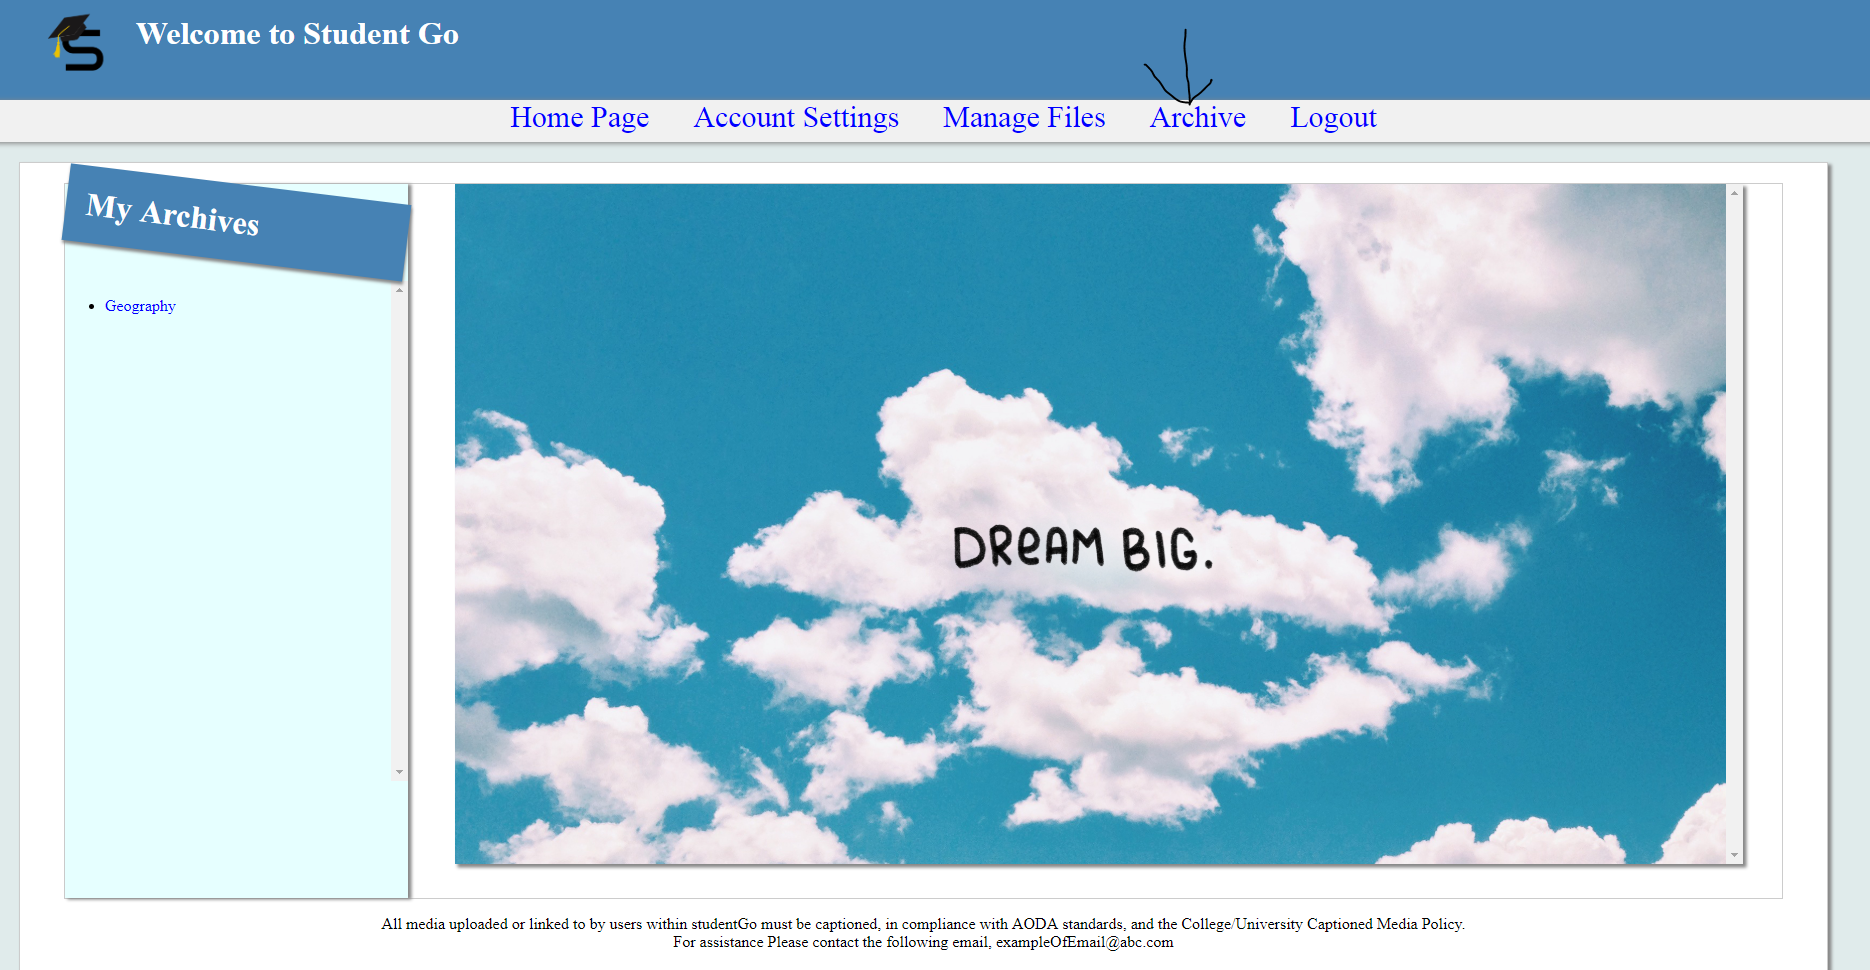 Welcome to Student Go
Home Page Account Settings Manage Files Archive Logout
My Archives
Geography
DREAM BIG.
All media uploaded or linked to by users within studentGo must be captioned, in compliance with AODA standards, and the College/University Captioned Media Policy.
For assistance Please contact the following email, exampleOfEmail@abc.com